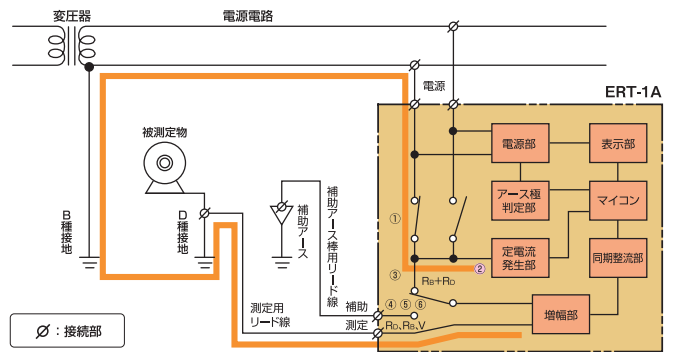 変圧器
電源電路
電源
ERT-1A
被測定物
電源部
表示部
アース極
判定部
マイコン
定電流
発生部
同期整流部
増幅部
①
②
③
RB+RD
④ ⑤ ⑥
RD、RB、V
補助
測定
B種接地
D種接地
補助アース
補助アース棒用リード線
測定用
リード線
：接続部